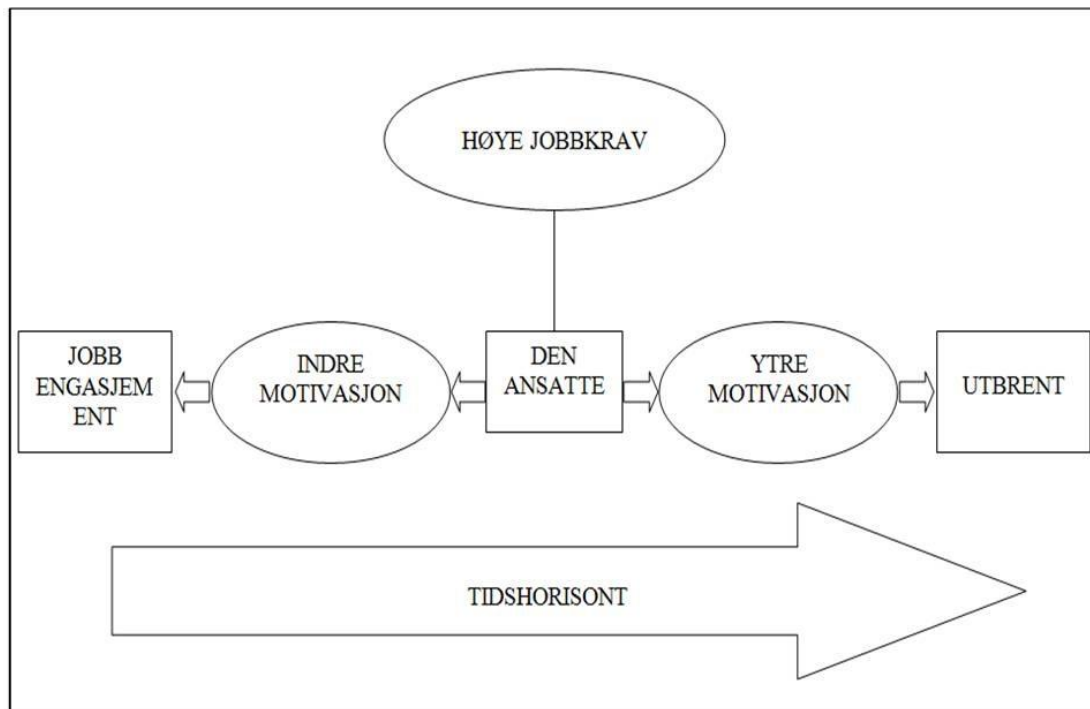 HØYE JOBBKRAV
JOBB
ENGASJEM
ENT
INDRE
MOTIVASJON
DEN
ANSATTE
YTRE
MOTIVASJON
UTBRENT
TIDSHORISONT